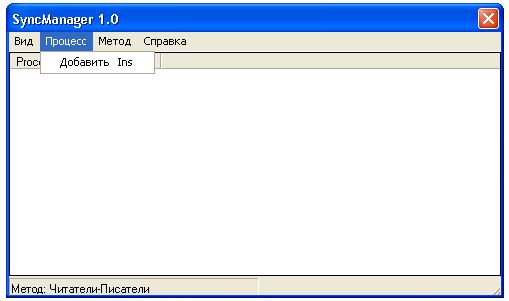 SyncManager 1.0
Вид Процесс Метод Справка
Добавить Ins
Метод: Читатели-Писатели